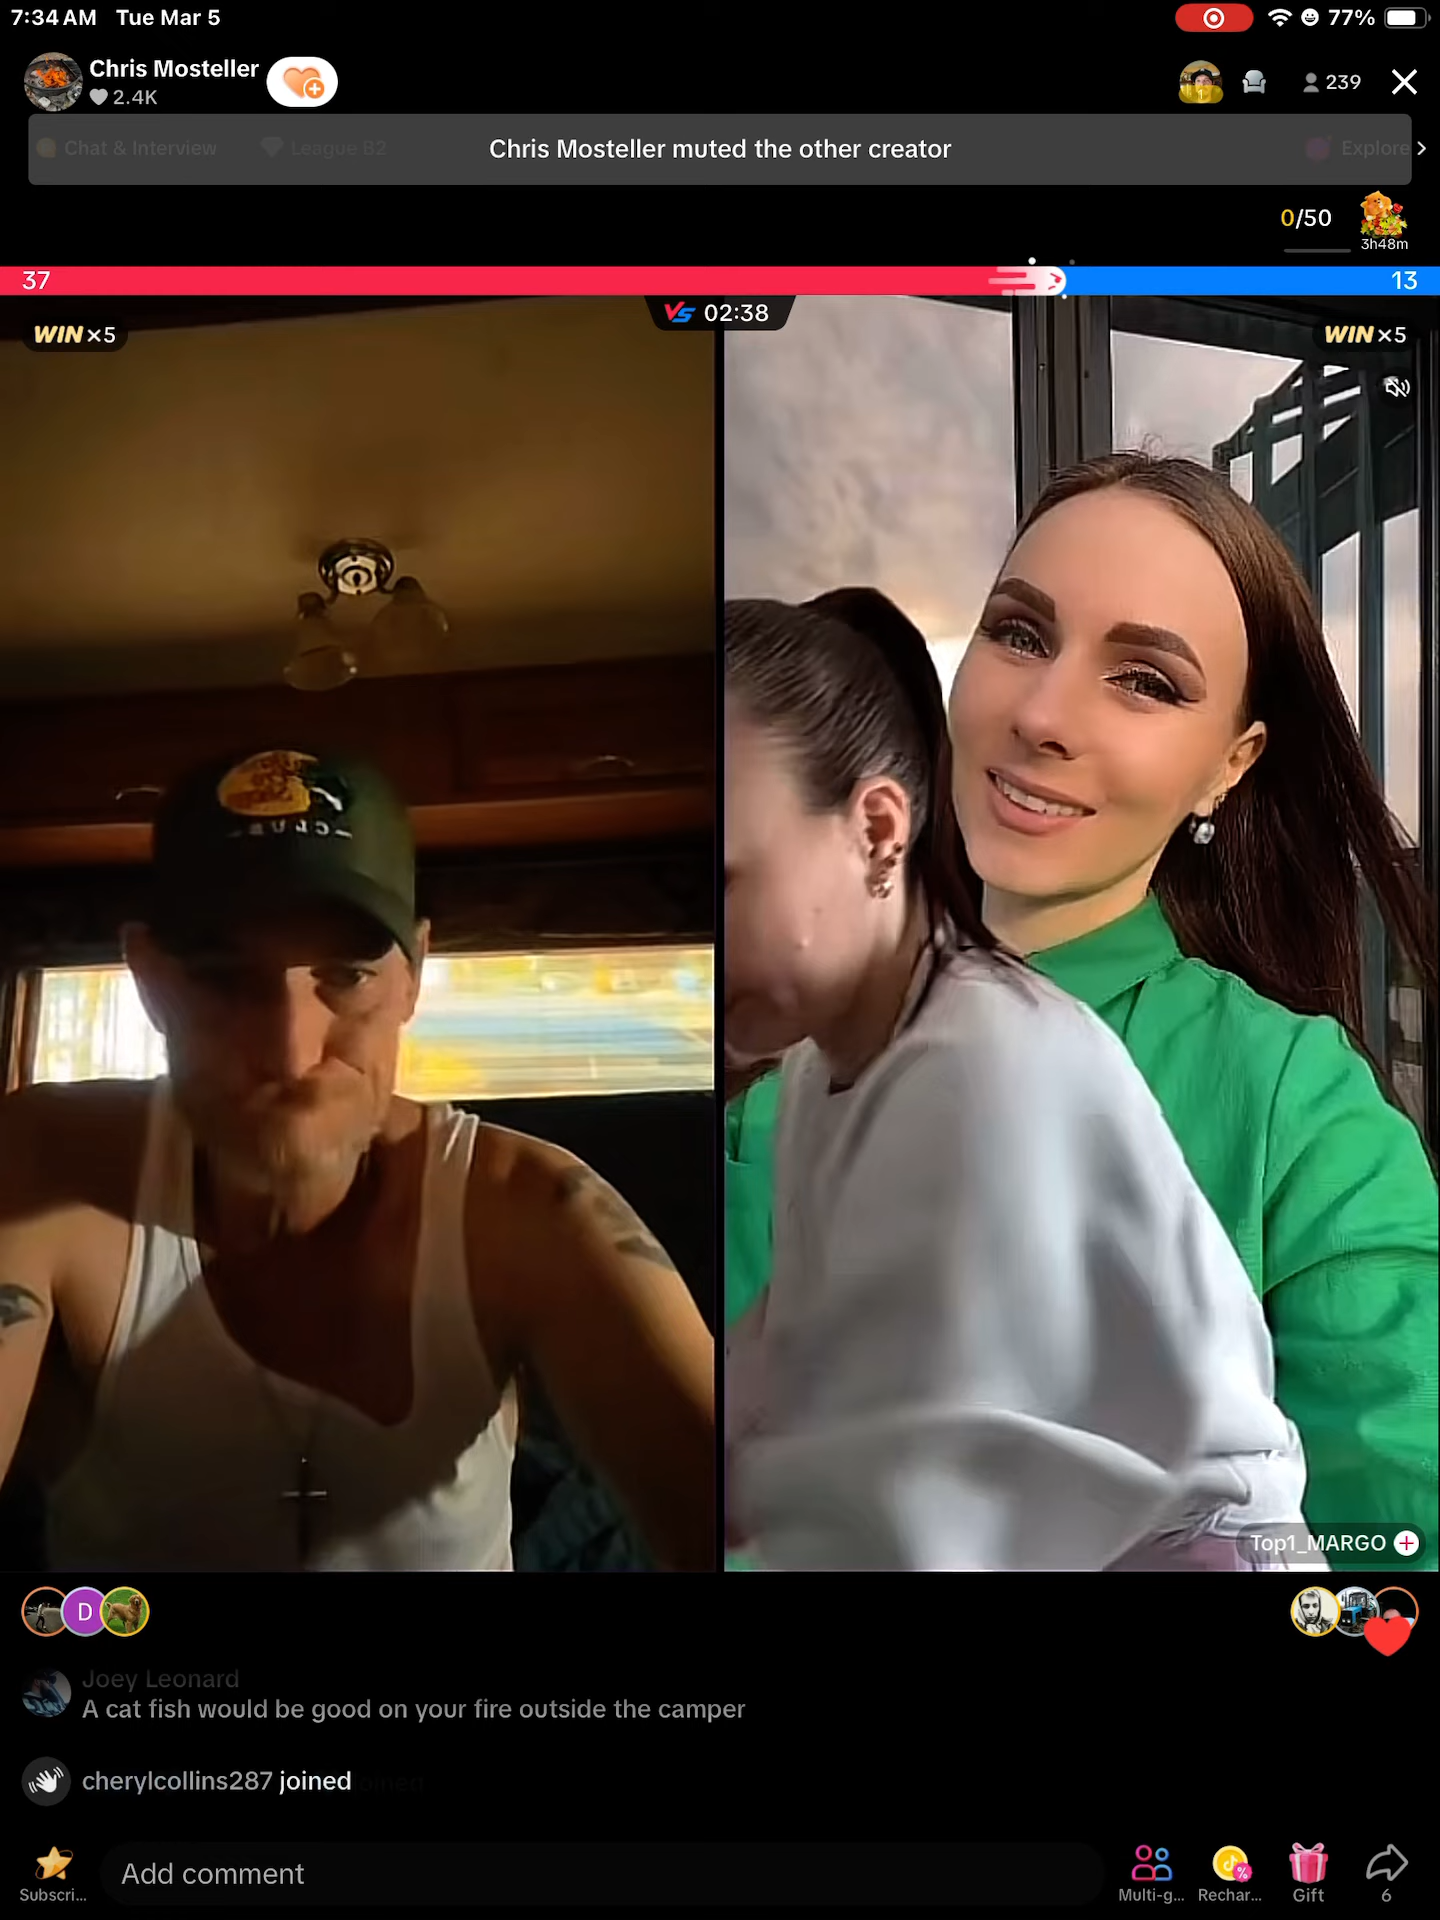 7:34 AM Tue Mar 5
77%
Chris Mosteller
2.4K
239
Chat & Interview
League B2
Chris Mosteller muted the other creator
Explore
0/50
3h48m
37
13
VS 02:38
WIN ×5
WIN ×5
CLUB
Top1_MARGO
D
Joey Leonard
A cat fish would be good on your fire outside the camper
cherylcollins287 joined
joined
Add comment
Subscri...
Multi-g...
Rechar...
Gift
6